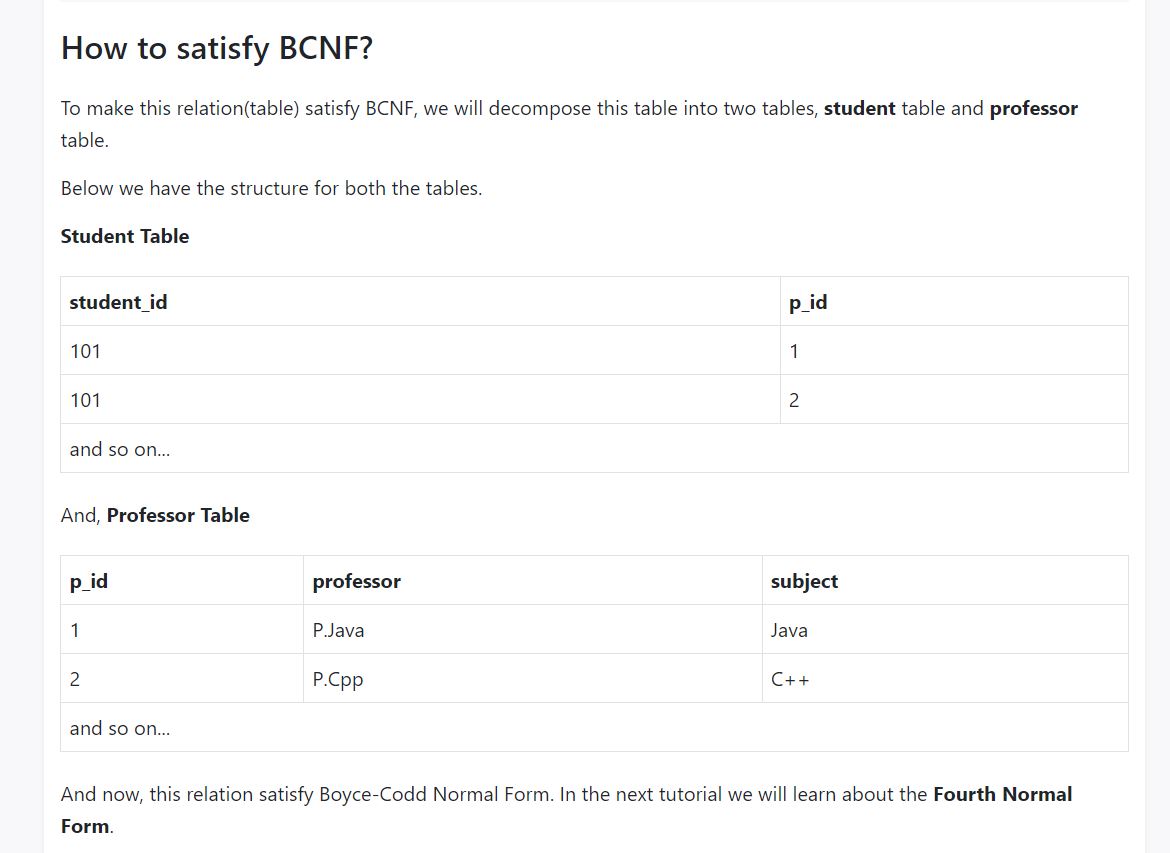 How to satisfy BCNF?
To make this relation(table) satisfy BCNF, we will decompose this table into two tables, student table and professor
table.
Below we have the structure for both the tables.
Student Table
student_id p_id
101 1
101 2
and so on...
And, Professor Table
p_id professor subject
1 P.Java Java
2 P.Cpp C++
and so on...
And now, this relation satisfy Boyce-Codd Normal Form. In the next tutorial we will learn about the Fourth Normal
Form.